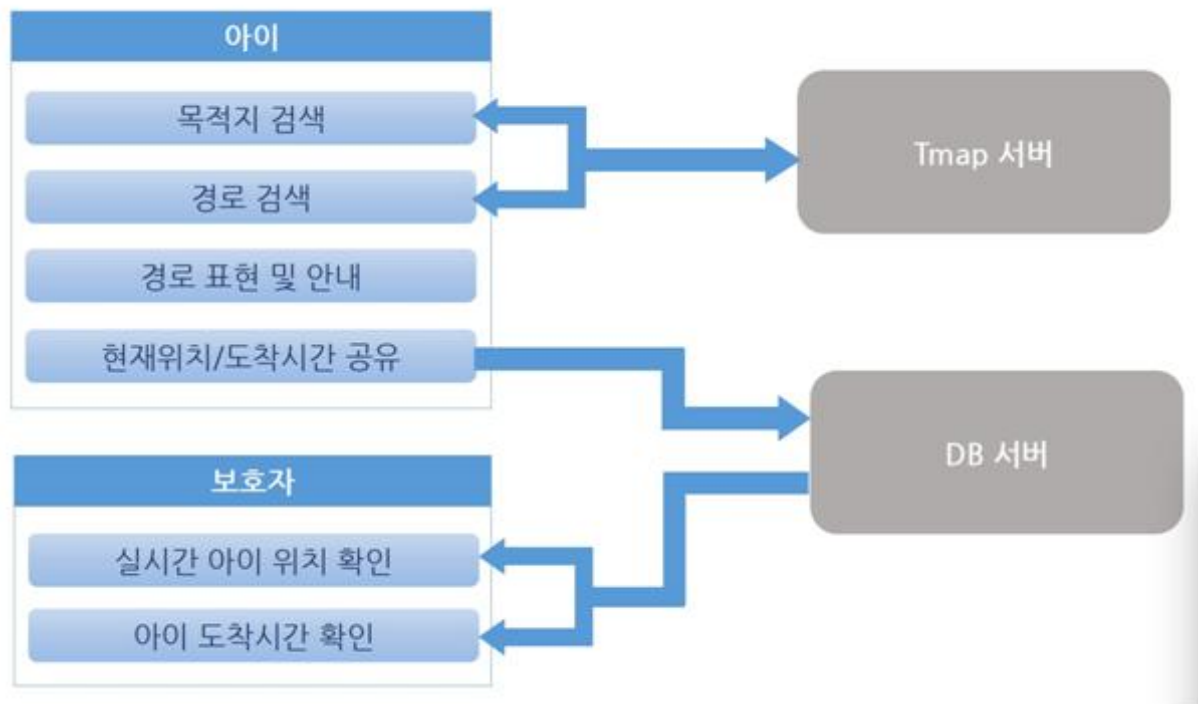 아이
목적지 검색
경로 검색
경로 표현 및 안내
현재위치/도착시간 공유
Tmap 서버
DB 서버
보호자
실시간 아이 위치 확인
아이 도착시간 확인